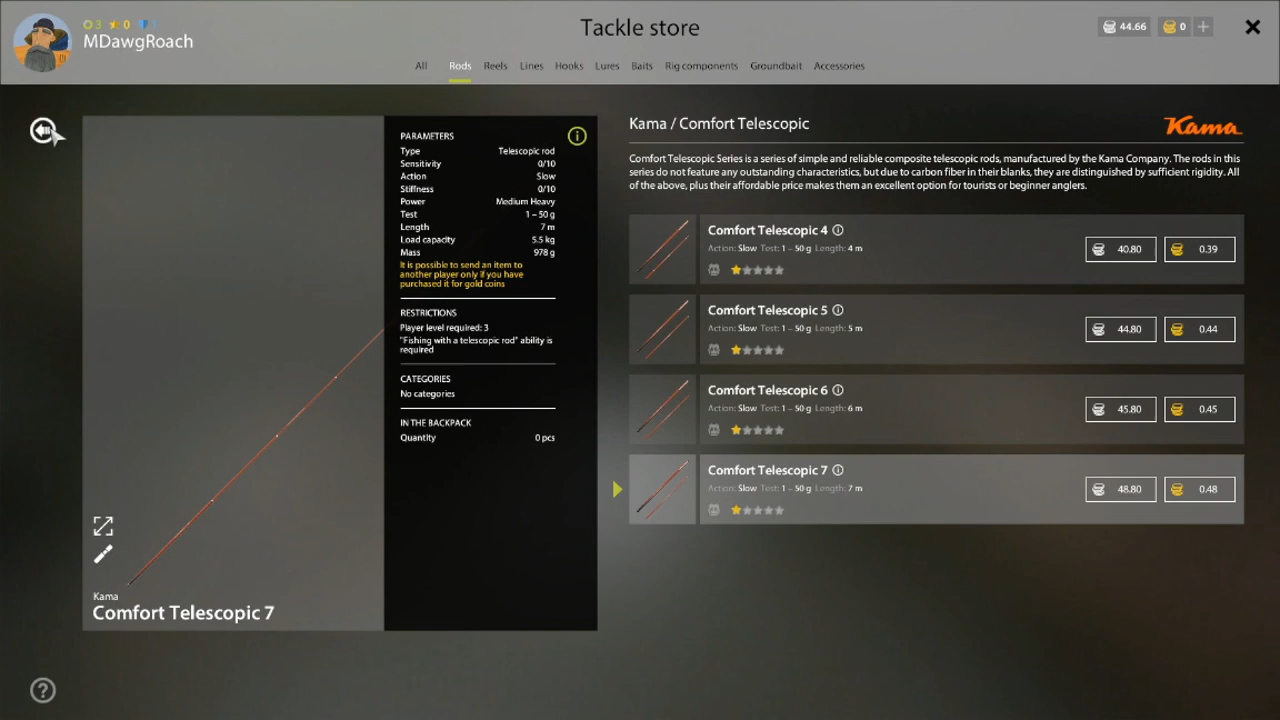 3 0
MDawgRoach
Tackle store
44.66 0
All Rods Reels Lines Hooks Lures Baits Rig components Groundbait Accessories
PARAMETERS
Type Telescopic rod
Sensitivity 0/10
Action Slow
Stiffness 0/10
Power Medium Heavy
Test 1 – 50 g
Length 7 m
Load capacity 5.5 kg
Mass 978 g
It is possible to send an item to
another player only if you have
purchased it for gold coins
RESTRICTIONS
Player level required: 3
"Fishing with a telescopic rod" ability is
required
CATEGORIES
No categories
IN THE BACKPACK
Quantity 0 pcs
Kama
Comfort Telescopic 7
Kama / Comfort Telescopic
Kama
Comfort Telescopic Series is a series of simple and reliable composite telescopic rods, manufactured by the Kama Company. The rods in this
series do not feature any outstanding characteristics, but due to carbon fiber in their blanks, they are distinguished by sufficient rigidity. All
of the above, plus their affordable price makes them an excellent option for tourists or beginner anglers.
Comfort Telescopic 4
Action: Slow Test: 1 – 50 g Length: 4 m
40.80 0.39
Comfort Telescopic 5
Action: Slow Test: 1 – 50 g Length: 5 m
44.80 0.44
Comfort Telescopic 6
Action: Slow Test: 1 – 50 g Length: 6 m
45.80 0.45
Comfort Telescopic 7
Action: Slow Test: 1 – 50 g Length: 7 m
48.80 0.48